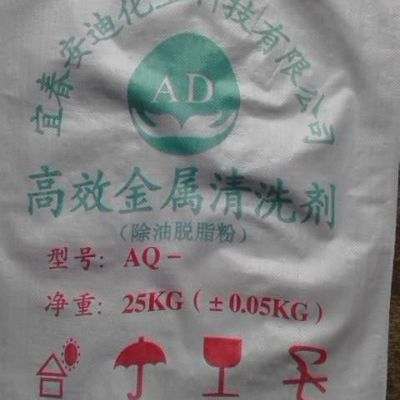 宜春安迪化工科技有限公司
AD
高效金属清洗剂
(除油脱脂粉)
型号: AQ-
净重: 25KG(±0.05KG)